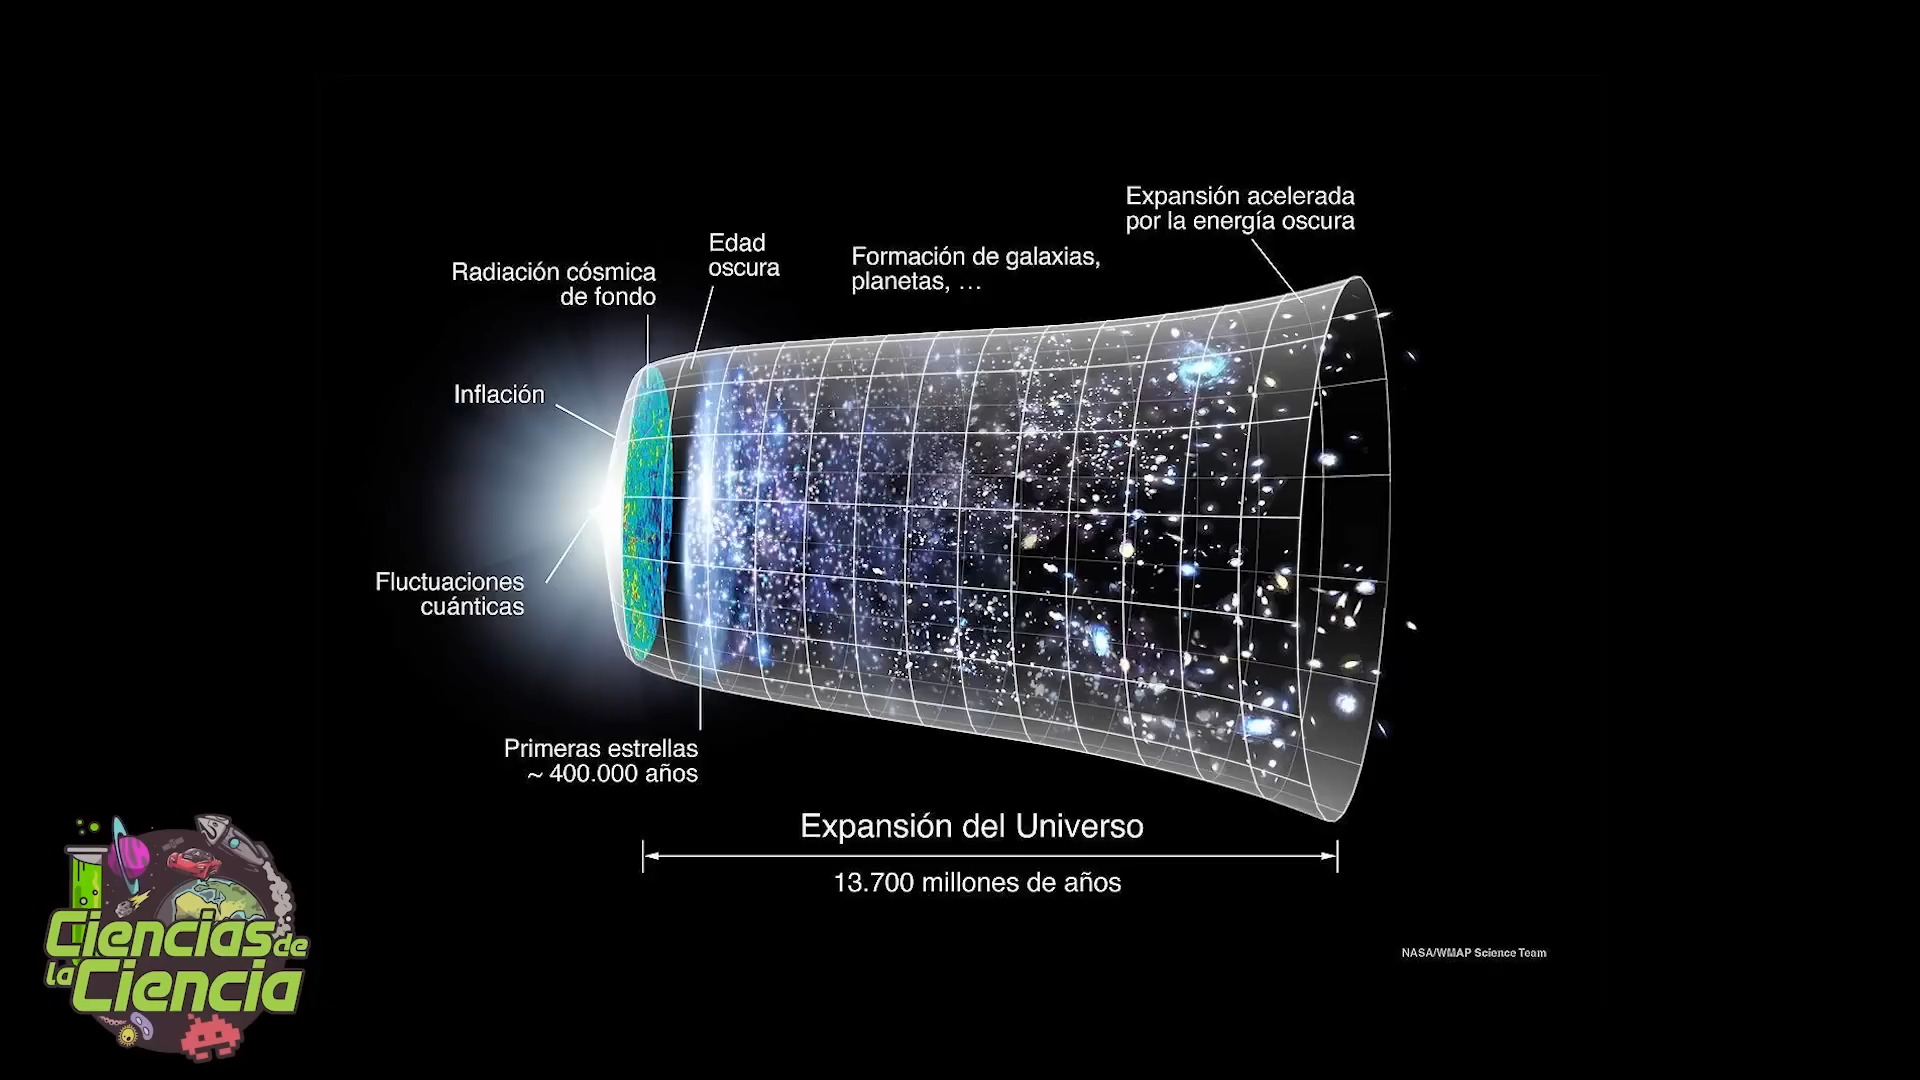 Expansión acelerada
por la energía oscura
Edad
oscura
Formación de galaxias,
planetas, …
Radiación cósmica
de fondo
Inflación
Fluctuaciones
cuánticas
Primeras estrellas
~ 400.000 años
Expansión del Universo
13.700 millones de años
NASA/WMAP Science Team
Ciencias de
la Ciencia